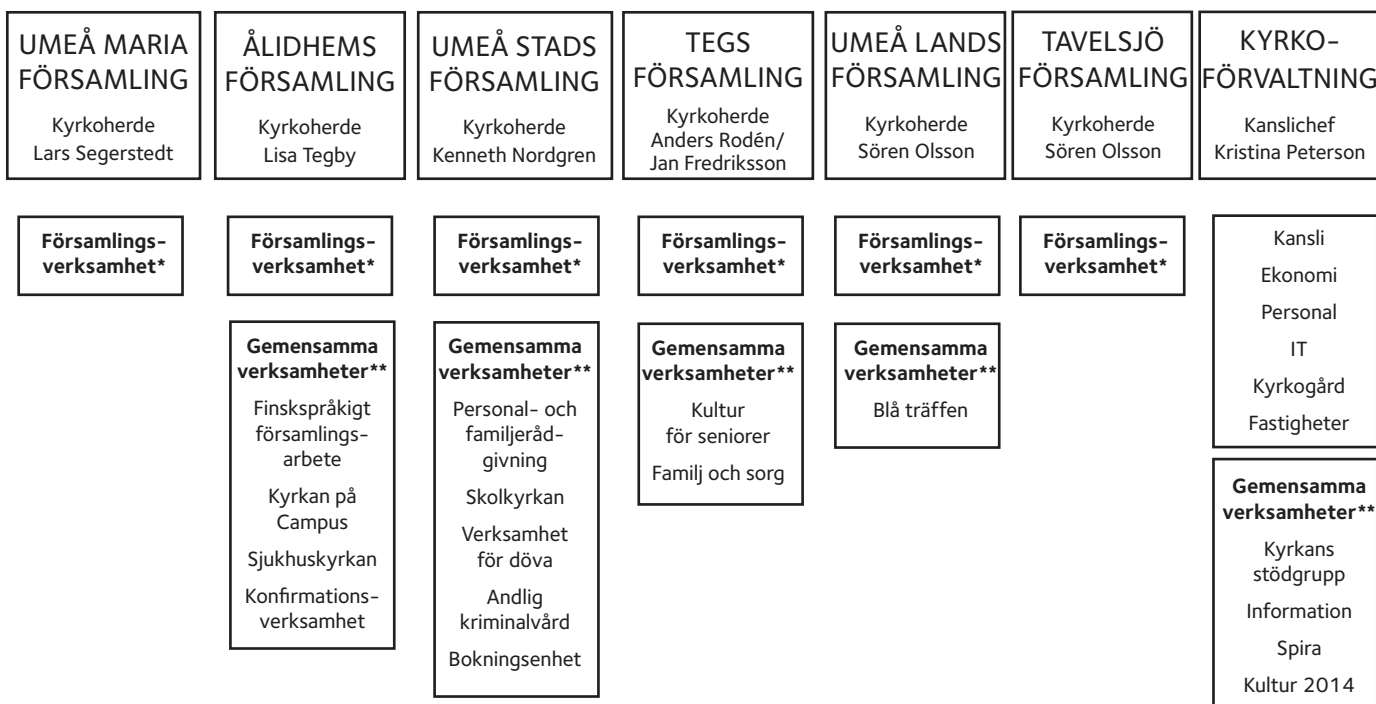 UMEÅ MARIA
FÖRSAMLING
Kyrkoherde
Lars Segerstedt
ÅLIDHEMS
FÖRSAMLING
Kyrkoherde
Lisa Tegby
UMEÅ STADS
FÖRSAMLING
Kyrkoherde
Kenneth Nordgren
TEGS
FÖRSAMLING
Kyrkoherde
Anders Rodén/
Jan Fredriksson
UMEÅ LANDS
FÖRSAMLING
Kyrkoherde
Sören Olsson
TAVELSJÖ
FÖRSAMLING
Kyrkoherde
Sören Olsson
KYRKO-
FÖRVALTNING
Kanslichef
Kristina Peterson
Församlings-
verksamhet*
Församlings-
verksamhet*
Församlings-
verksamhet*
Församlings-
verksamhet*
Församlings-
verksamhet*
Församlings-
verksamhet*
Kansli
Ekonomi
Personal
IT
Kyrkogård
Fastigheter
Gemensamma
verksamheter**
Finskspråkigt
församlings-
arbete
Kyrkan på
Campus
Sjukhuskyrkan
Konfirmations-
verksamhet
Gemensamma
verksamheter**
Personal- och
familjeråd-
givning
Skolkyrkan
Verksamhet
för döva
Andlig
kriminalvård
Bokningsenhet
Gemensamma
verksamheter**
Kultur
för seniorer
Familj och sorg
Gemensamma
verksamheter**
Blå träffen
Gemensamma
verksamheter**
Kyrkans
stödgrupp
Information
Spira
Kultur 2014